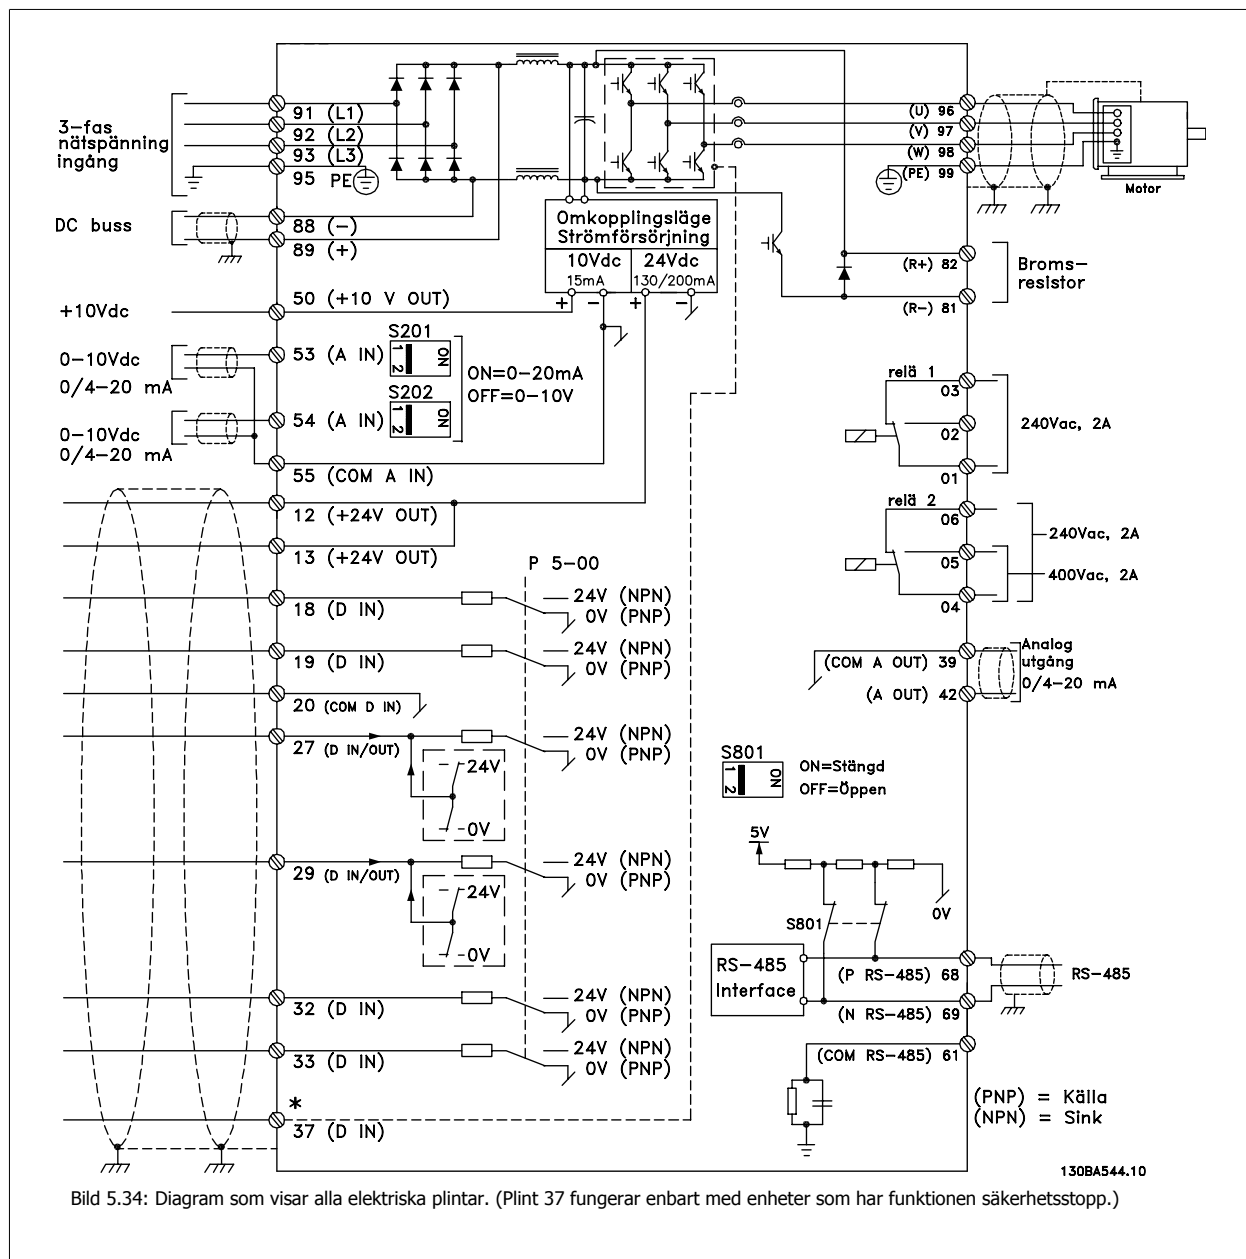 3-fas
nätspänning
ingång
91 (L1)
92 (L2)
93 (L3)
95 PE
DC buss
88 (-)
89 (+)
+10Vdc
50 (+10 V OUT)
0-10Vdc
0/4-20 mA
53 (A IN)
S201
1 2 ON
0-10Vdc
0/4-20 mA
54 (A IN)
S202
1 2 ON
ON=0-20mA
OFF=0-10V
55 (COM A IN)
12 (+24V OUT)
13 (+24V OUT)
P 5-00
18 (D IN)
24V (NPN)
0V (PNP)
19 (D IN)
24V (NPN)
0V (PNP)
20 (COM D IN)
27 (D IN/OUT)
24V (NPN)
0V (PNP)
24V
0V
29 (D IN/OUT)
24V (NPN)
0V (PNP)
24V
0V
32 (D IN)
24V (NPN)
0V (PNP)
33 (D IN)
24V (NPN)
0V (PNP)
*
37 (D IN)
Omkopplingsläge
Strömförsörjning
10Vdc
15mA
24Vdc
130/200mA
+ - + -
(U) 96
(V) 97
(W) 98
(PE) 99
Motor
(R+) 82
(R-) 81
Broms-
resistor
relä 1
03
02
01
240Vac, 2A
relä 2
06
05
04
240Vac, 2A
400Vac, 2A
(COM A OUT) 39
(A OUT) 42
Analog
utgång
0/4-20 mA
S801
1 2 ON
ON=Stängd
OFF=Öppen
5V
0V
S801
RS-485
Interface
(P RS-485) 68
(N RS-485) 69
RS-485
(COM RS-485) 61
(PNP) = Källa
(NPN) = Sink
130BA544.10
Bild 5.34: Diagram som visar alla elektriska plintar. (Plint 37 fungerar enbart med enheter som har funktionen säkerhetsstopp.)